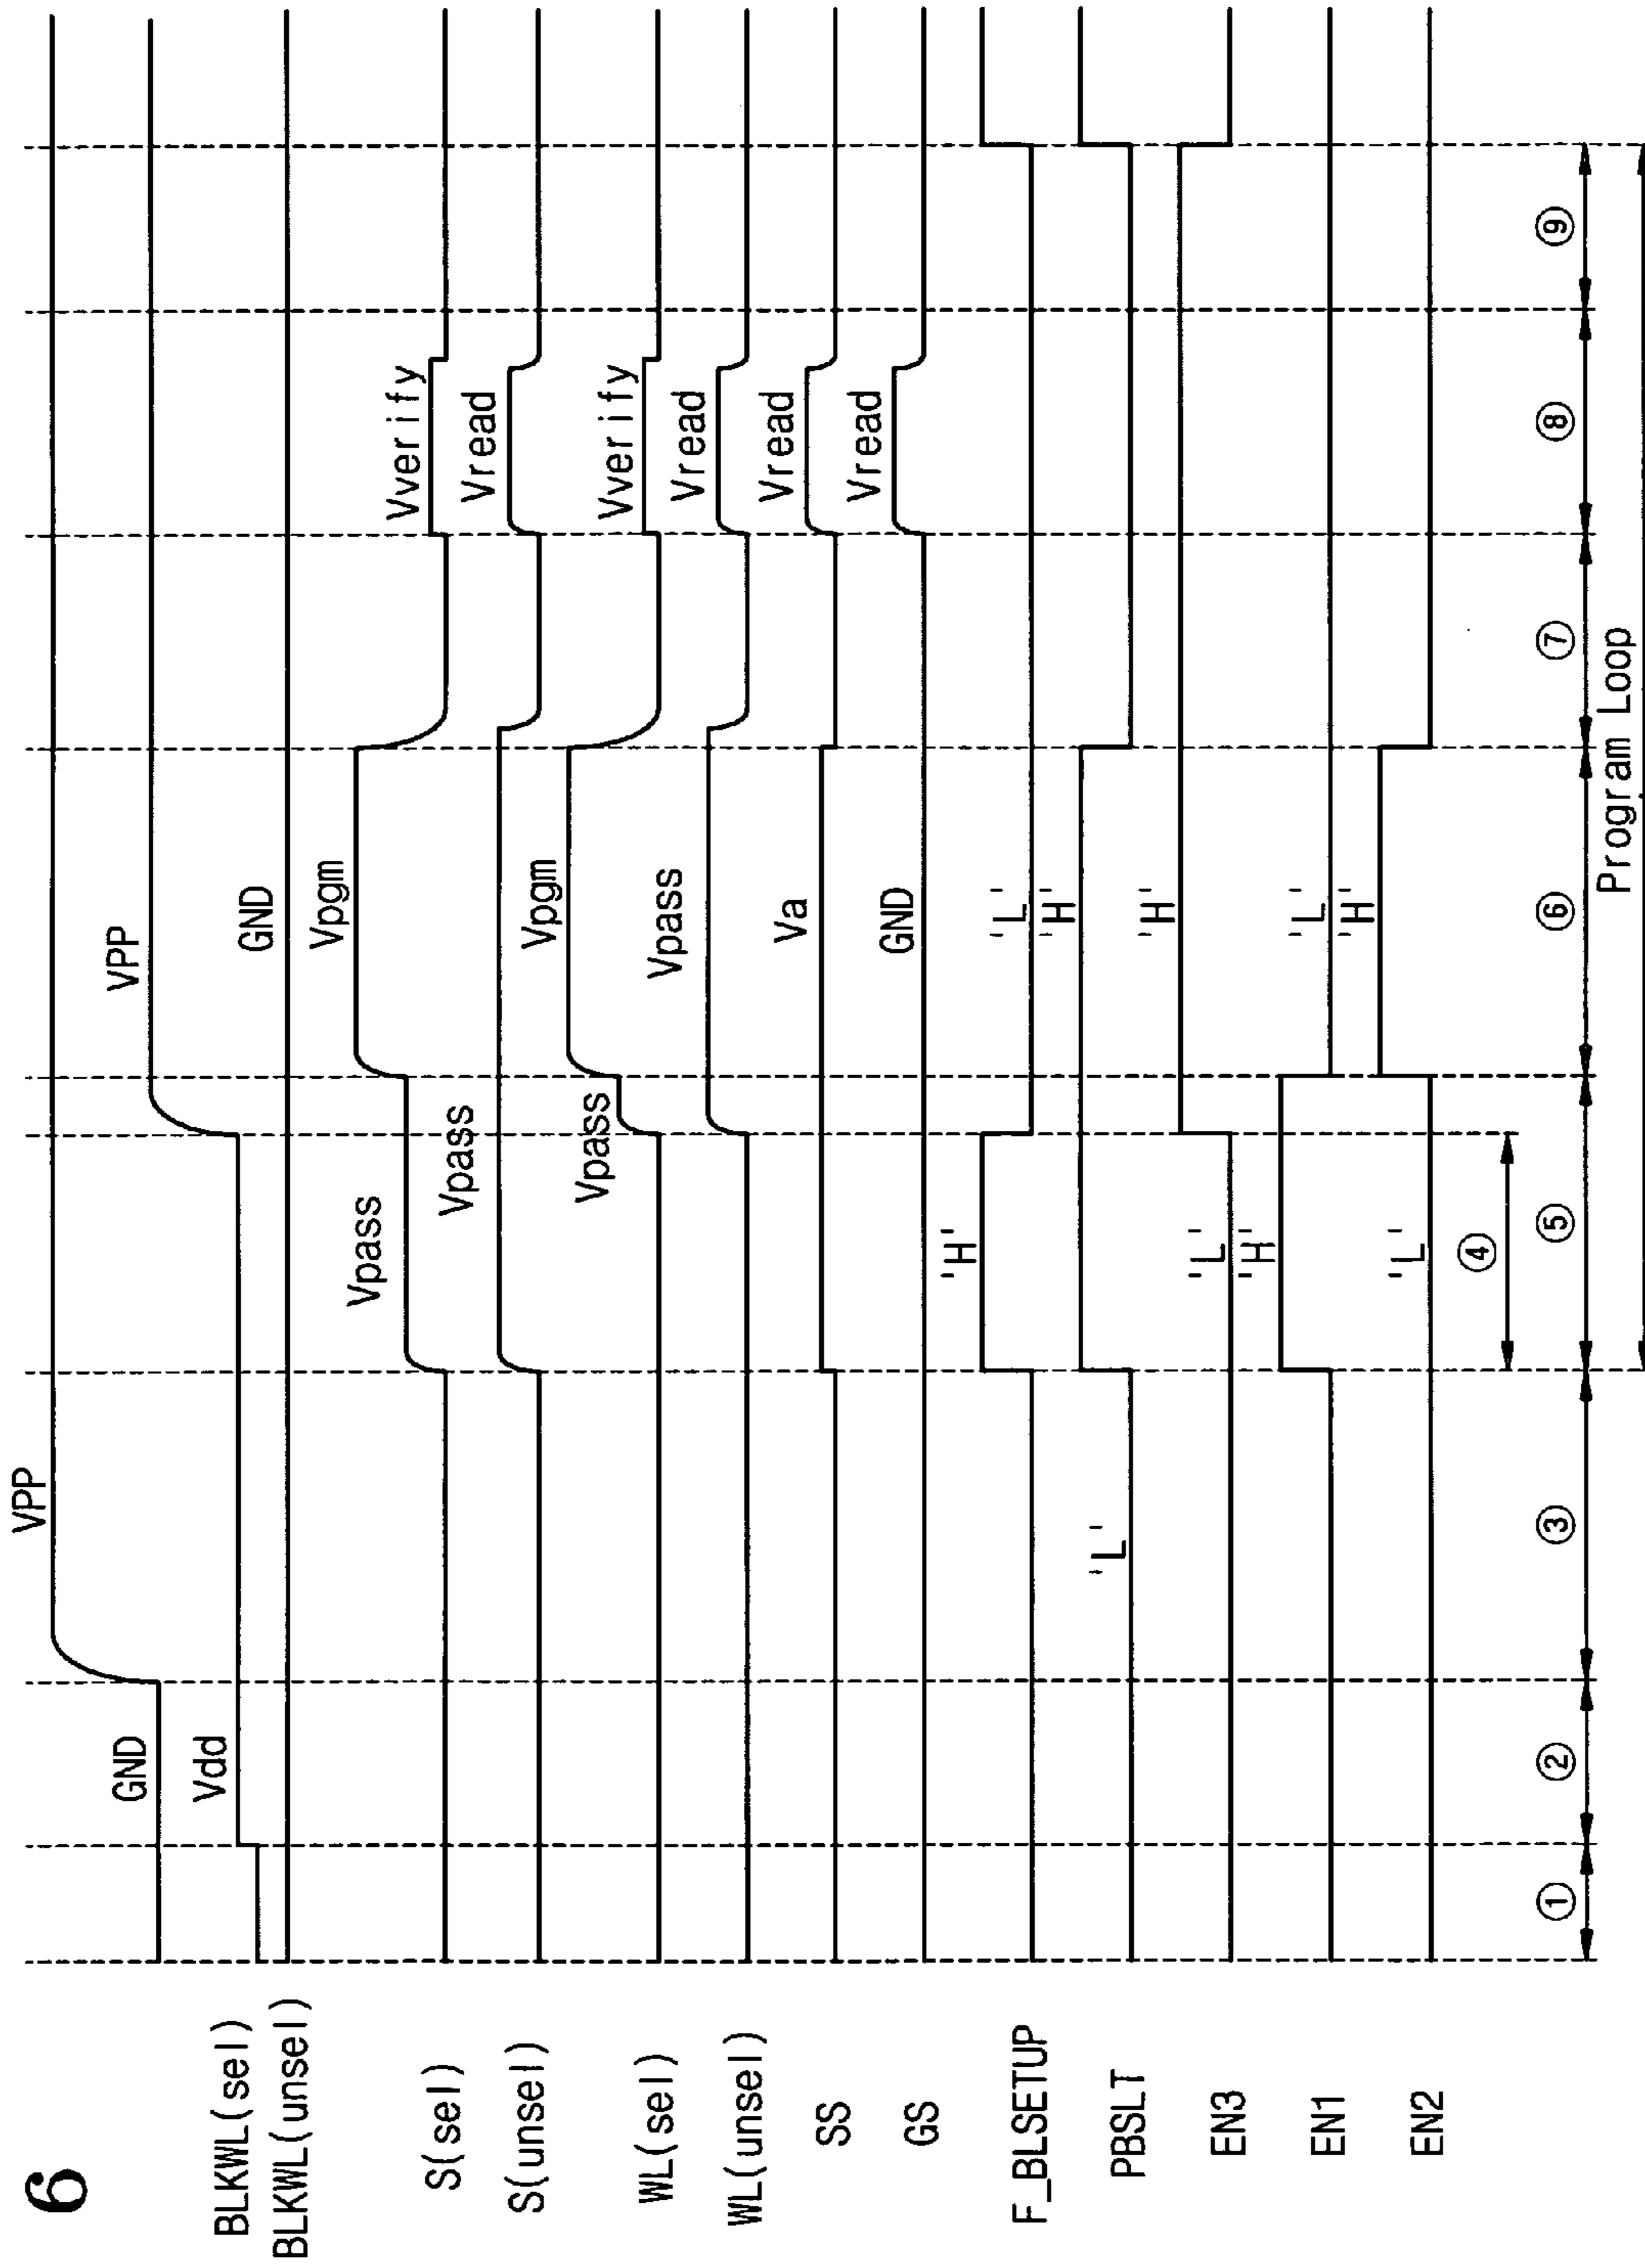 6
VPP
GND
BLKWL(sel)
Vdd
VPP
BLKWL(unsel)
GND
S(sel)
Vpass
Vpgm
Vverify
S(unsel)
Vpass
Vread
WL(sel)
Vpass
Vpgm
Vverify
WL(unsel)
Vpass
Vread
SS
Va
Vread
GS
GND
Vread
F_BLSETUP
'H'
'L'
PBSLT
'L'
'H'
EN3
'L'
'H'
EN1
'H'
'L'
EN2
'L'
'H'
④
① ② ③ ⑤ ⑥ ⑦ ⑧ ⑨
Program Loop